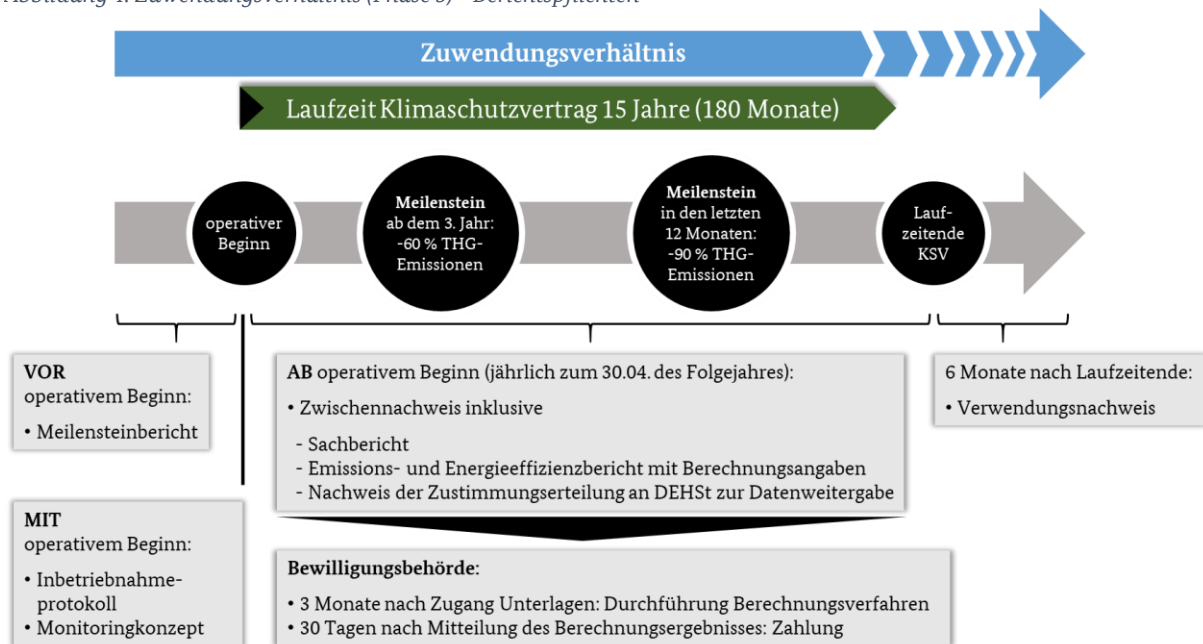 Abbildung 4: Zuwendungsverhältnis (Phase 3) – Berichtspflichten
Zuwendungsverhältnis
Laufzeit Klimaschutzvertrag 15 Jahre (180 Monate)
operativer
Beginn
Meilenstein
ab dem 3. Jahr:
-60 % THG-
Emissionen
Meilenstein
in den letzten
12 Monaten:
-90 % THG-
Emissionen
Lauf-
zeitende
KSV
VOR
operativem Beginn:
• Meilensteinbericht
MIT
operativem Beginn:
• Inbetriebnahme-
protokoll
• Monitoringkonzept
AB operativem Beginn (jährlich zum 30.04. des Folgejahres):
• Zwischennachweis inklusive
- Sachbericht
- Emissions- und Energieeffizienzbericht mit Berechnungsangaben
- Nachweis der Zustimmungserteilung an DEHSt zur Datenweitergabe
Bewilligungsbehörde:
• 3 Monate nach Zugang Unterlagen: Durchführung Berechnungsverfahren
• 30 Tagen nach Mitteilung des Berechnungsergebnisses: Zahlung
6 Monate nach Laufzeitende:
• Verwendungsnachweis